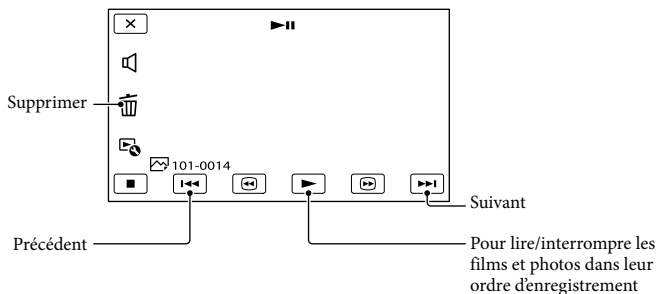 Supprimer
101-0014
Suivant
Précédent
Pour lire/interrompre les
films et photos dans leur
ordre d'enregistrement